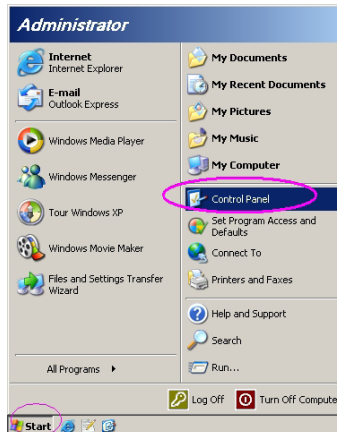 Administrator
Internet
Internet Explorer
E-mail
Outlook Express
Windows Media Player
Windows Messenger
Tour Windows XP
Windows Movie Maker
Files and Settings Transfer
Wizard
All Programs
My Documents
My Recent Documents
My Pictures
My Music
My Computer
Control Panel
Set Program Access and
Defaults
Connect To
Printers and Faxes
Help and Support
Search
Run...
Log Off
Turn Off Compute
Start